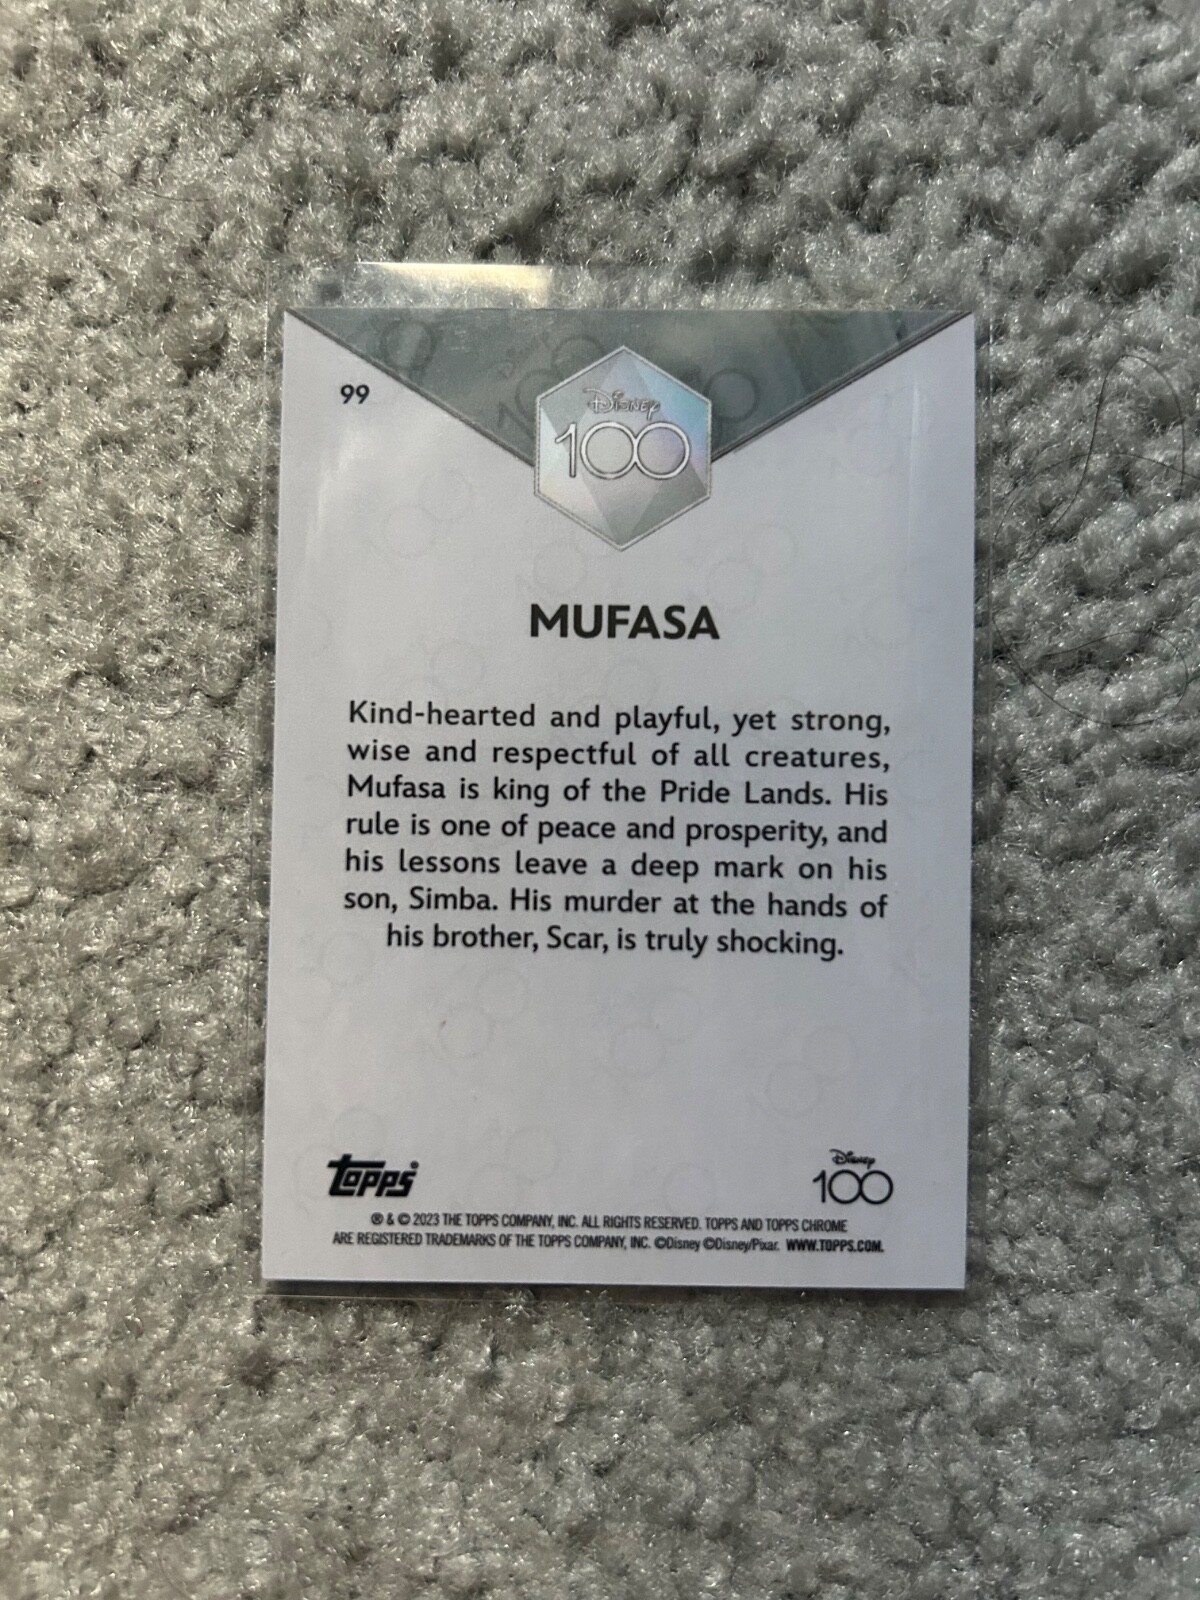 99
Disney
100
MUFASA
Kind-hearted and playful, yet strong,
wise and respectful of all creatures,
Mufasa is king of the Pride Lands. His
rule is one of peace and prosperity, and
his lessons leave a deep mark on his
son, Simba. His murder at the hands of
his brother, Scar, is truly shocking.
topps®
Disney
100
® & © 2023 THE TOPPS COMPANY, INC. ALL RIGHTS RESERVED. TOPPS AND TOPPS CHROME
ARE REGISTERED TRADEMARKS OF THE TOPPS COMPANY, INC. ©Disney ©Disney/Pixar. WWW.TOPPS.COM.